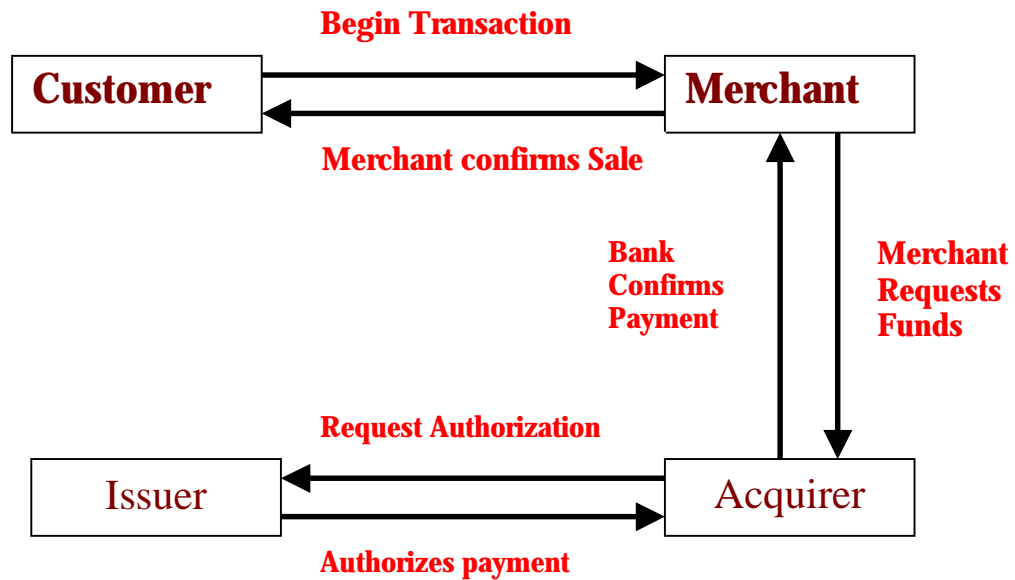 Begin Transaction
Customer
Merchant
Merchant confirms Sale
Bank
Confirms
Payment
Merchant
Requests
Funds
Request Authorization
Issuer
Acquirer
Authorizes payment